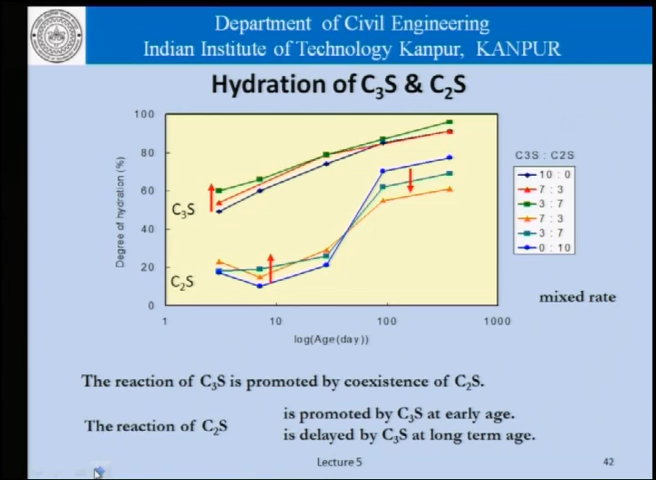 Department of Civil Engineering
Indian Institute of Technology Kanpur, KANPUR
Hydration of C₃S & C₂S
100
80
60
40
20
0
Degree of hydration (%)
C₃S
C₂S
1
10
100
1000
log(Age(day))
C3S : C2S
10 : 0
7 : 3
3 : 7
7 : 3
3 : 7
0 : 10
mixed rate
The reaction of C₃S is promoted by coexistence of C₂S.
The reaction of C₂S
is promoted by C₃S at early age.
is delayed by C₃S at long term age.
Lecture 5
42